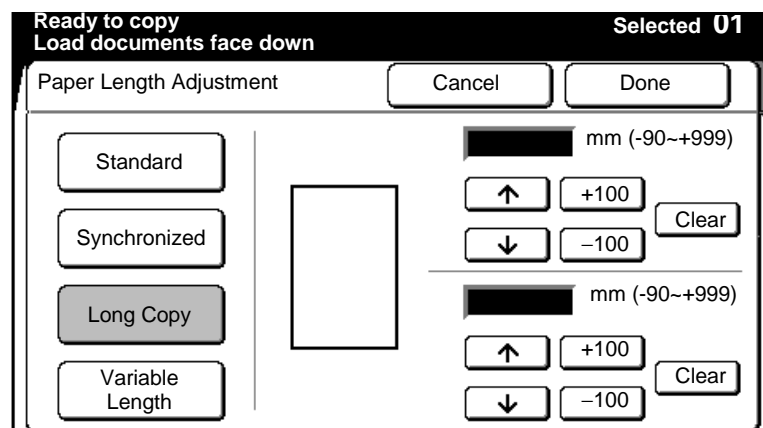 Ready to copy
Selected 01
Load documents face down
Paper Length Adjustment
Cancel
Done
Standard
Synchronized
Long Copy
Variable
Length
mm (-90~+999)
↑
+100
↓
−100
Clear
mm (-90~+999)
↑
+100
↓
−100
Clear